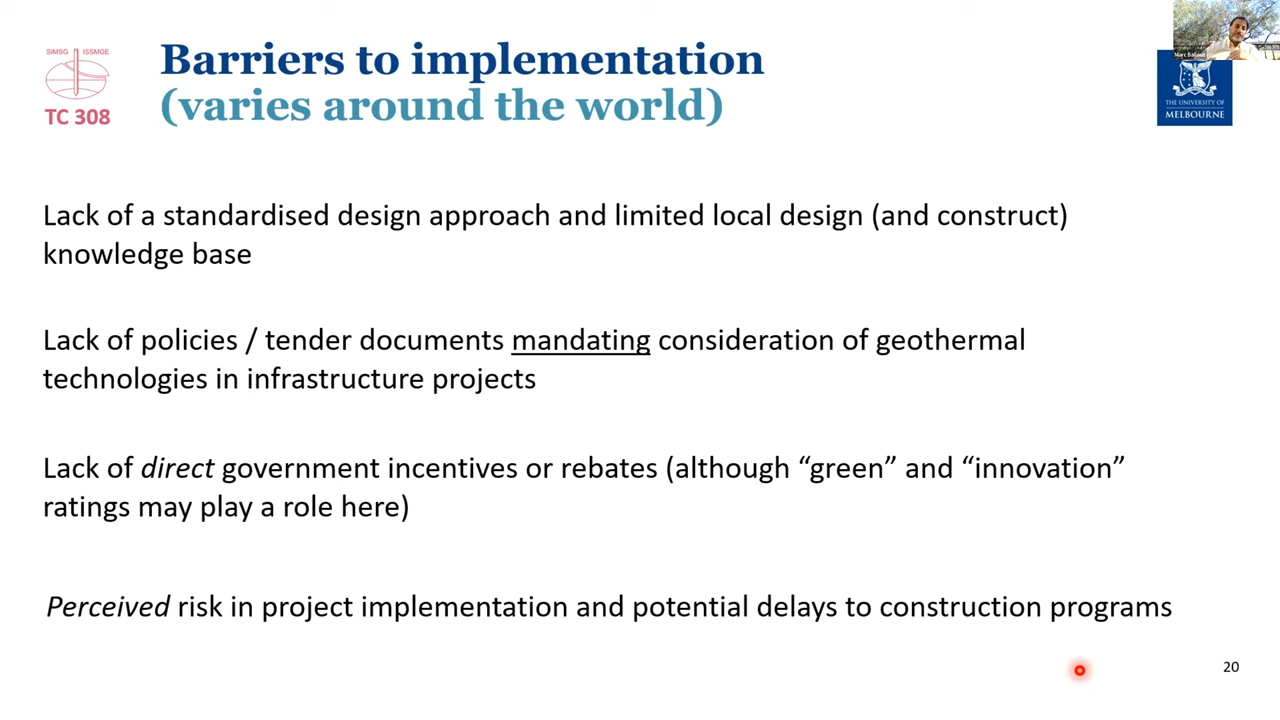 SIMSG ISSMGE
TC 308
Barriers to implementation
(varies around the world)
THE UNIVERSITY OF
MELBOURNE
Lack of a standardised design approach and limited local design (and construct)
knowledge base
Lack of policies / tender documents mandating consideration of geothermal
technologies in infrastructure projects
Lack of direct government incentives or rebates (although “green” and “innovation”
ratings may play a role here)
Perceived risk in project implementation and potential delays to construction programs
20